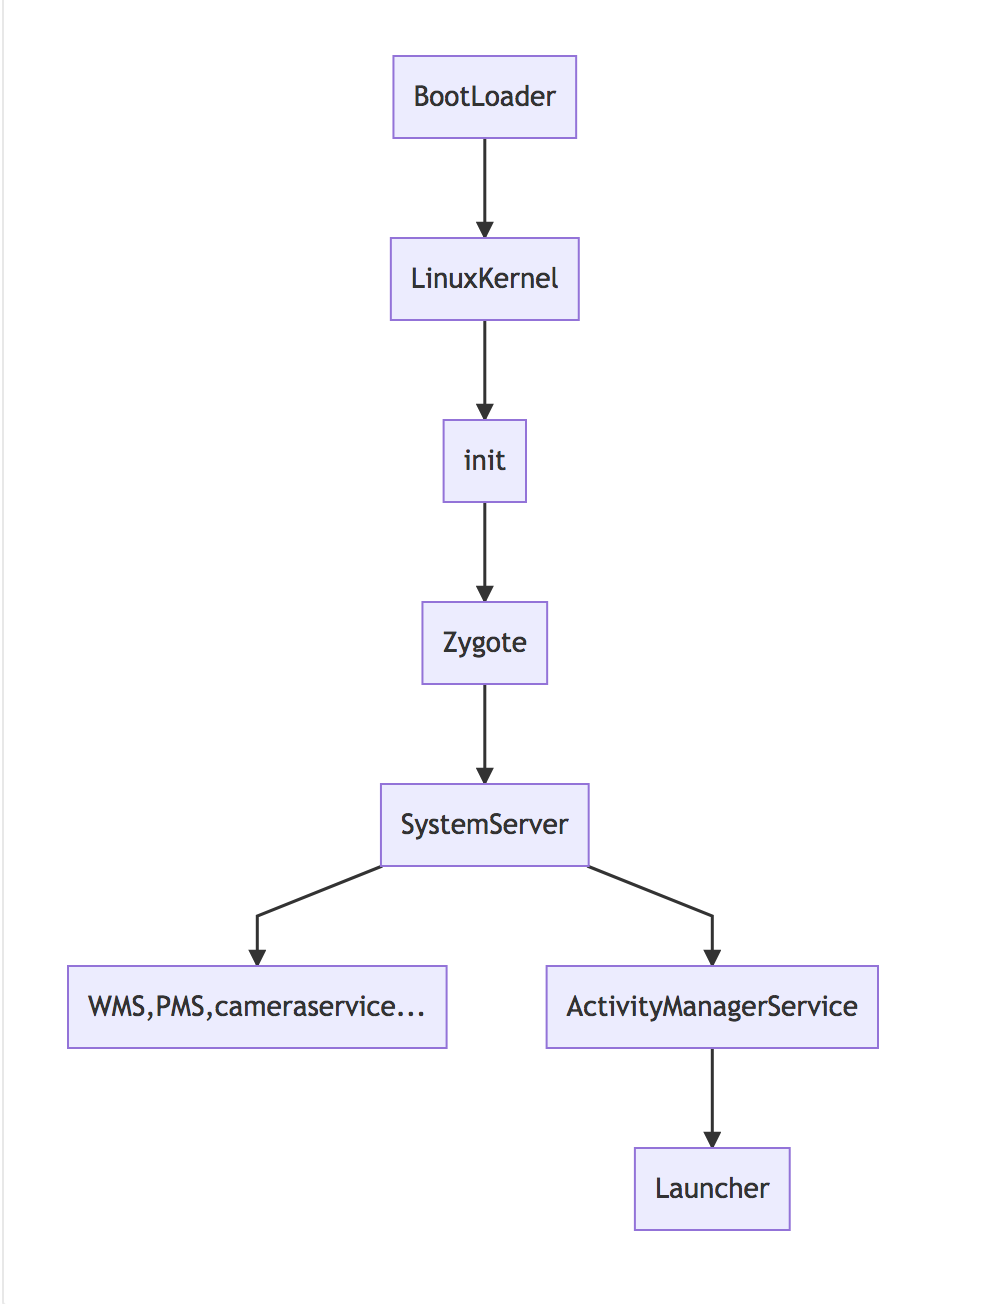 BootLoader
LinuxKernel
init
Zygote
SystemServer
WMS,PMS,cameraservice...
ActivityManagerService
Launcher